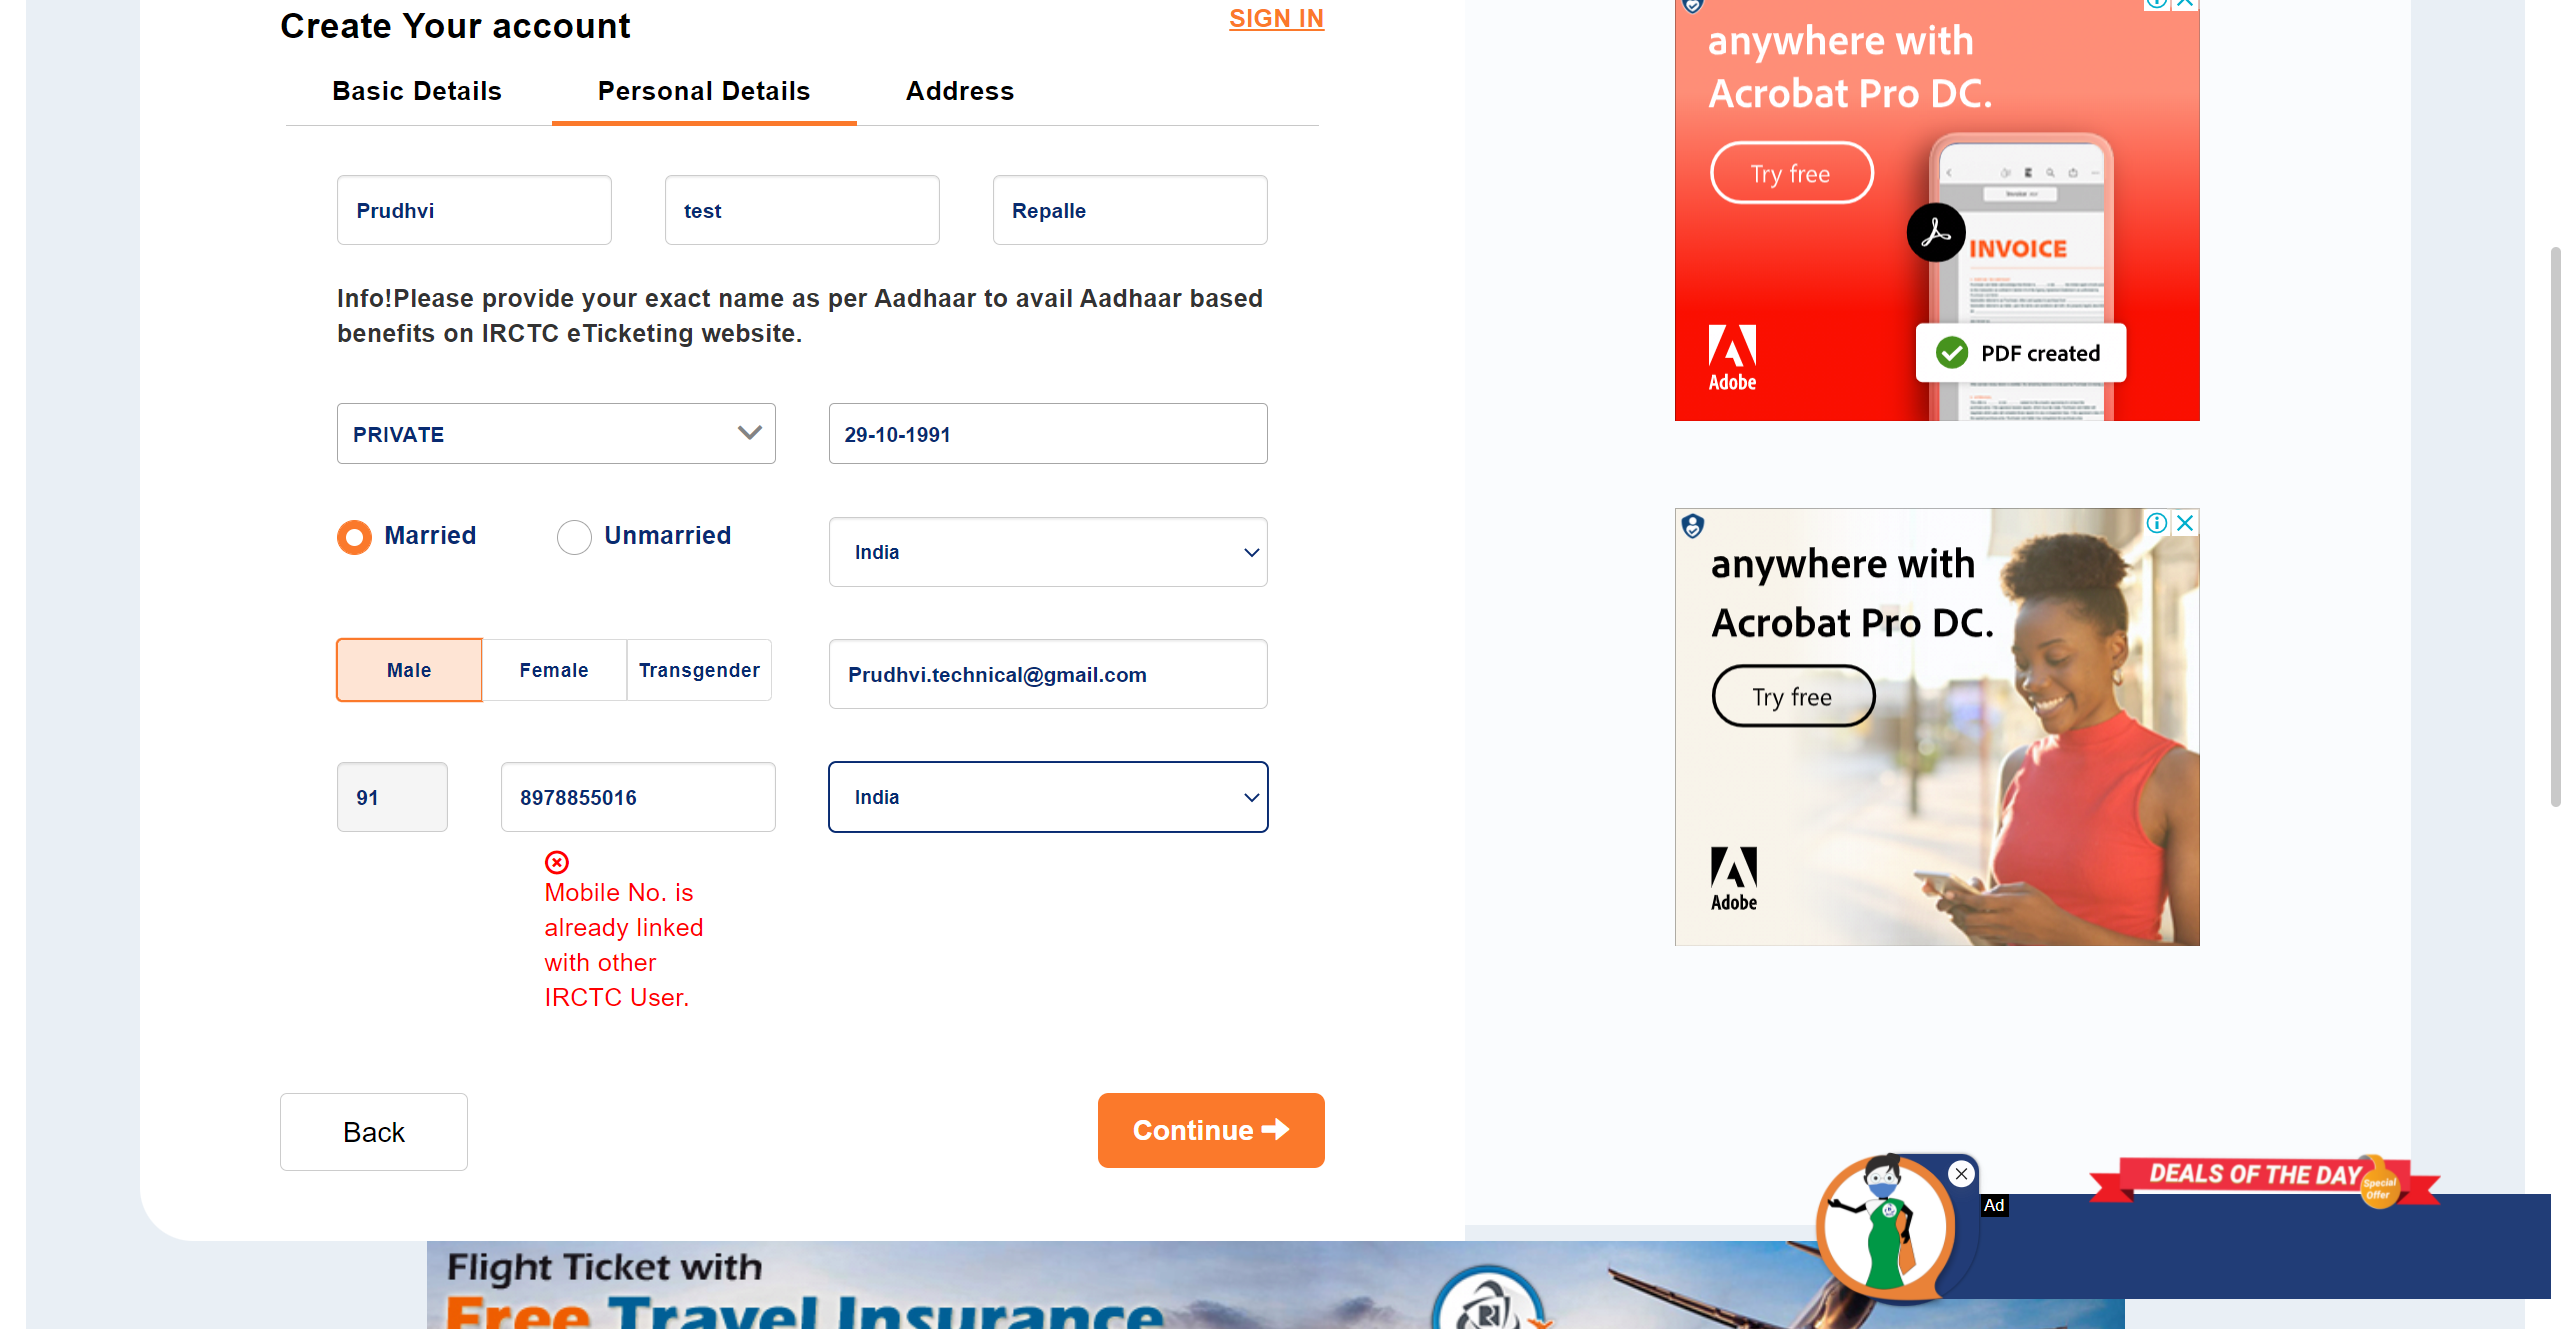 Create Your account
SIGN IN
Basic Details
Personal Details
Address
Prudhvi
test
Repalle
Info!Please provide your exact name as per Aadhaar to avail Aadhaar based
benefits on IRCTC eTicketing website.
PRIVATE
29-10-1991
Married
Unmarried
India
Male
Female
Transgender
Prudhvi.technical@gmail.com
91
8978855016
India
Mobile No. is
already linked
with other
IRCTC User.
Back
Continue
anywhere with
Acrobat Pro DC.
Try free
INVOICE
PDF created
Adobe
anywhere with
Acrobat Pro DC.
Try free
Adobe
DEALS OF THE DAY
Special
Offer
Ad
Flight Ticket with
Free Travel Insurance